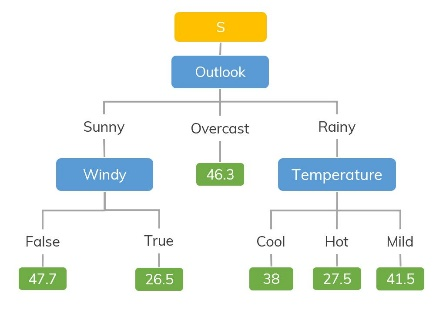 S
Outlook
Sunny
Overcast
Rainy
Windy
46.3
Temperature
False
True
Cool
Hot
Mild
47.7
26.5
38
27.5
41.5